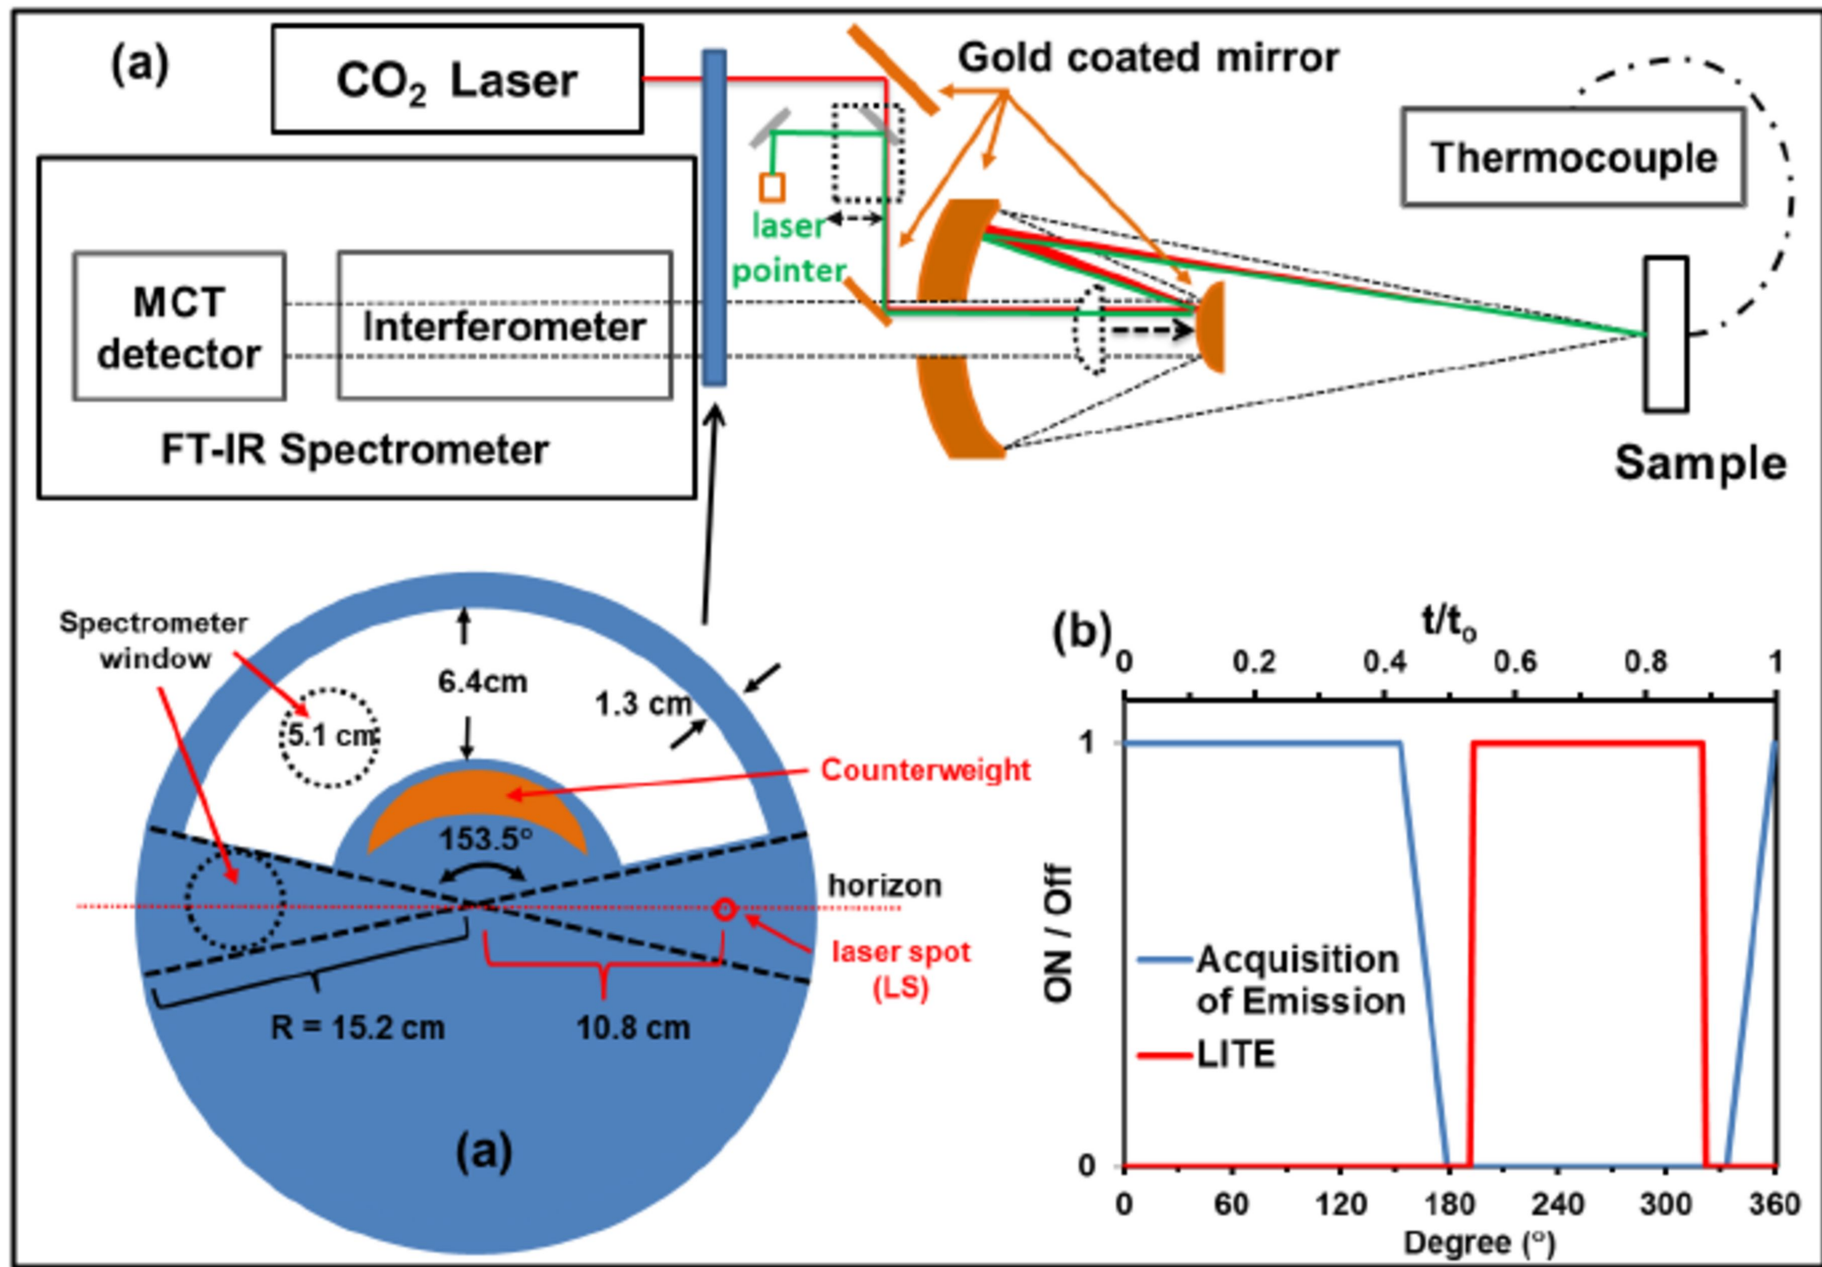 (a)
CO₂ Laser
Gold coated mirror
Thermocouple
laser
pointer
MCT
detector
Interferometer
FT-IR Spectrometer
Sample
Spectrometer
window
6.4cm
1.3 cm
5.1 cm
Counterweight
153.5°
horizon
laser spot
(LS)
R = 15.2 cm
10.8 cm
(a)
(b)
t/t₀
0 0.2 0.4 0.6 0.8 1
1
ON / Off
Acquisition
of Emission
LITE
0
0 60 120 180 240 300 360
Degree (°)